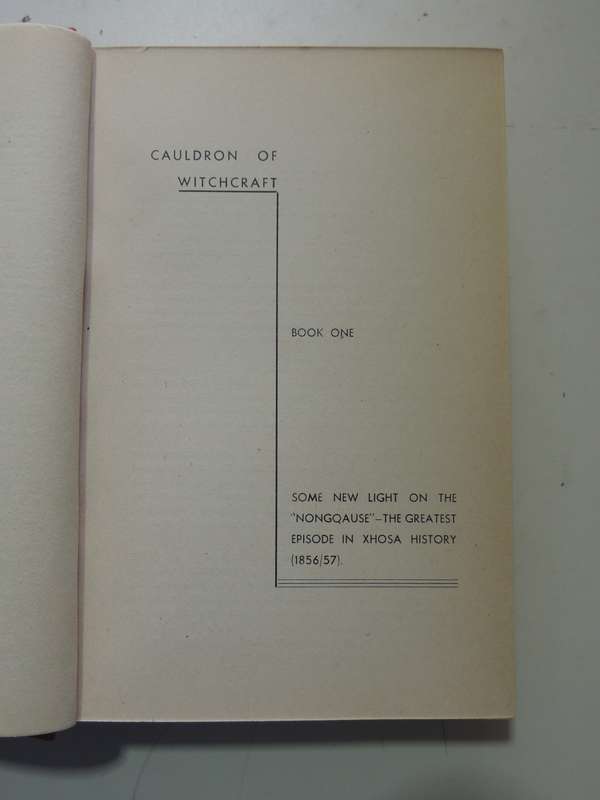 CAULDRON OF
WITCHCRAFT
BOOK ONE
SOME NEW LIGHT ON THE
"NONGQAUSE"–THE GREATEST
EPISODE IN XHOSA HISTORY
(1856/57).